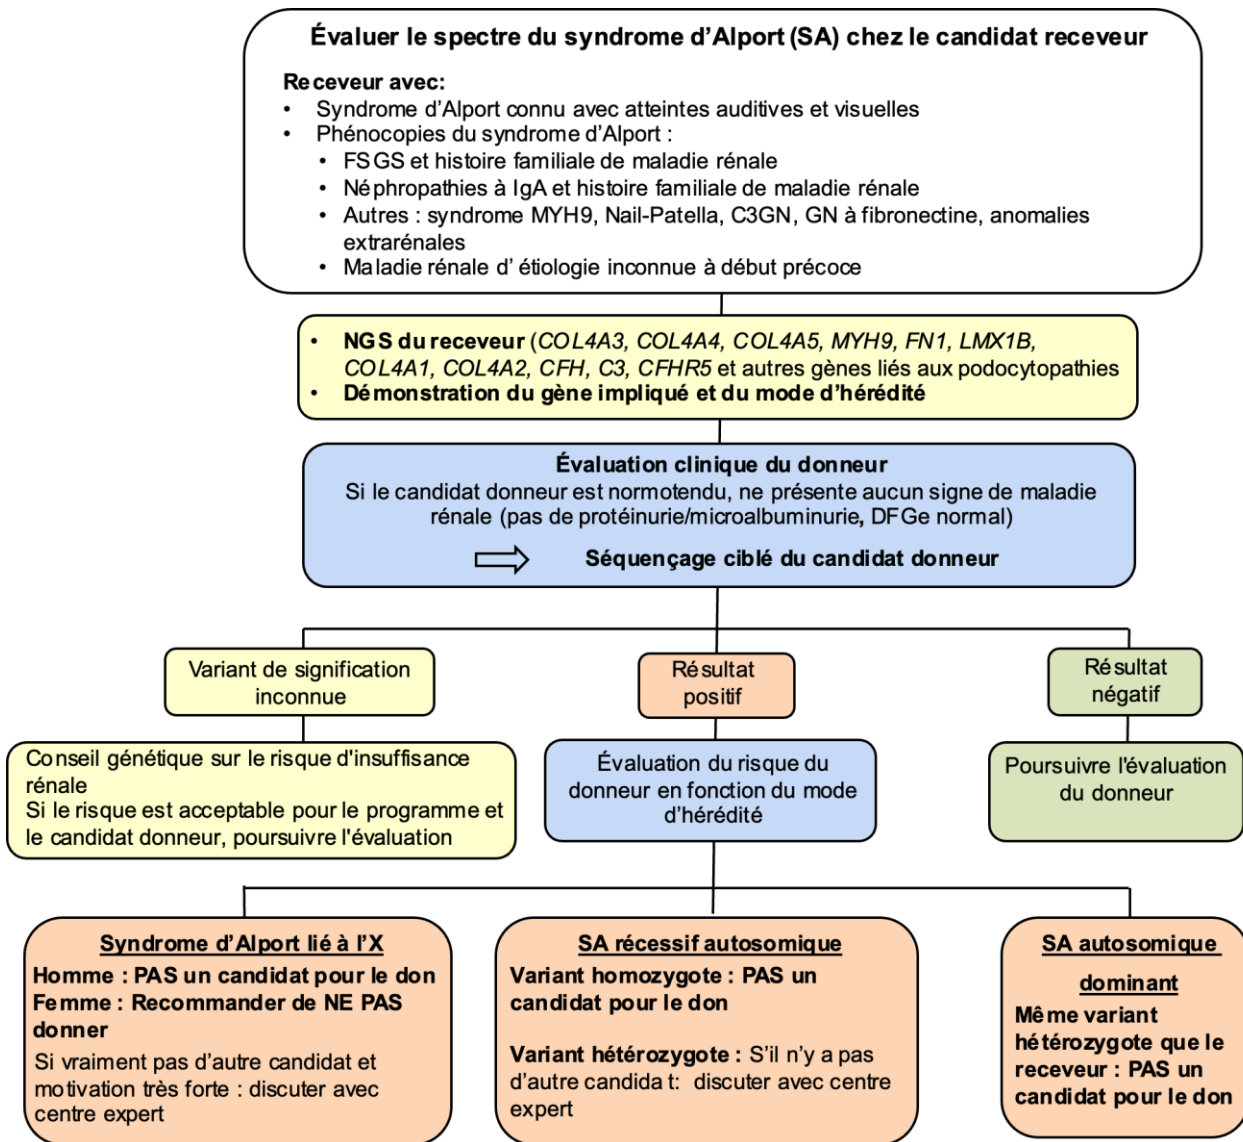 Évaluer le spectre du syndrome d'Alport (SA) chez le candidat receveur
Receveur avec:
• Syndrome d'Alport connu avec atteintes auditives et visuelles
• Phénocopies du syndrome d'Alport :
• FSGS et histoire familiale de maladie rénale
• Néphropathies à IgA et histoire familiale de maladie rénale
• Autres : syndrome MYH9, Nail-Patella, C3GN, GN à fibronectine, anomalies
extrarénales
• Maladie rénale d' étiologie inconnue à début précoce
• NGS du receveur (COL4A3, COL4A4, COL4A5, MYH9, FN1, LMX1B,
COL4A1, COL4A2, CFH, C3, CFHR5 et autres gènes liés aux podocytopathies
• Démonstration du gène impliqué et du mode d'hérédité
Évaluation clinique du donneur
Si le candidat donneur est normotendu, ne présente aucun signe de maladie
rénale (pas de protéinurie/microalbuminurie, DFGe normal)
Séquençage ciblé du candidat donneur
Variant de signification
inconnue
Résultat
positif
Résultat
négatif
Conseil génétique sur le risque d'insuffisance
rénale
Si le risque est acceptable pour le programme et
le candidat donneur, poursuivre l'évaluation
Évaluation du risque du
donneur en fonction du mode
d'hérédité
Poursuivre l'évaluation
du donneur
Syndrome d'Alport lié à l'X
Homme : PAS un candidat pour le don
Femme : Recommander de NE PAS
donner
Si vraiment pas d'autre candidat et
motivation très forte : discuter avec
centre expert
SA récessif autosomique
Variant homozygote : PAS un
candidat pour le don
Variant hétérozygote : S'il n'y a pas
d'autre candida t: discuter avec centre
expert
SA autosomique
dominant
Même variant
hétérozygote que le
receveur : PAS un
candidat pour le don